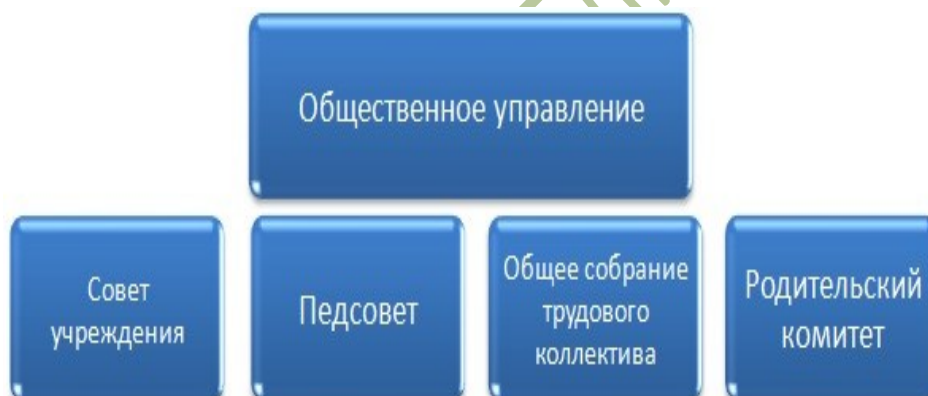 Общественное управление
Совет
учреждения
Педсовет
Общее собрание
трудового
коллектива
Родительский
комитет